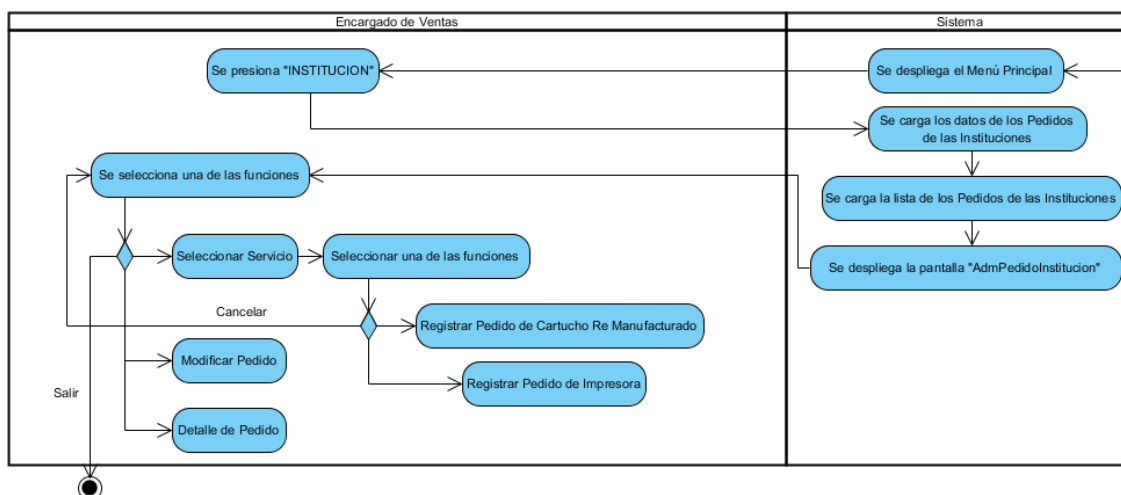 Encargado de Ventas
Sistema
Se presiona "INSTITUCION"
Se despliega el Menú Principal
Se carga los datos de los Pedidos
de las Instituciones
Se selecciona una de las funciones
Se carga la lista de los Pedidos de las Instituciones
Seleccionar Servicio
Seleccionar una de las funciones
Se despliega la pantalla "AdmPedidoInstitucion"
Cancelar
Registrar Pedido de Cartucho Re Manufacturado
Modificar Pedido
Registrar Pedido de Impresora
Salir
Detalle de Pedido